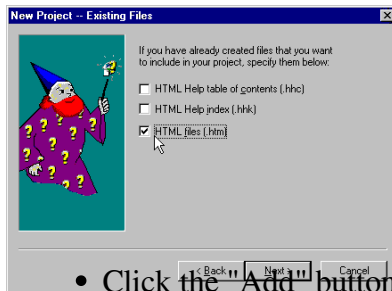 New Project -- Existing Files
If you have already created files that you want
to include in your project, specify them below:
HTML Help table of contents (.hhc)
HTML Help index (.hhk)
HTML files (.htm)
< Back Next > Cancel
• Click the "Add" button